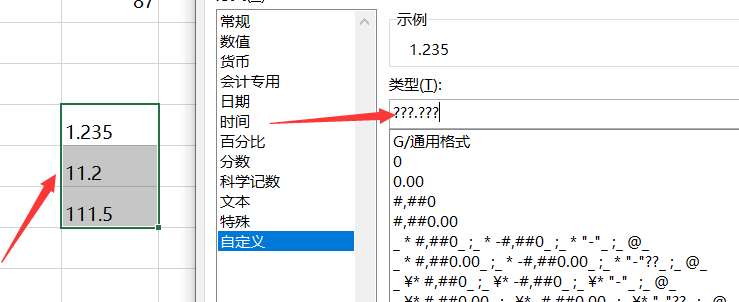 87
1.235
11.2
111.5
常规
数值
货币
会计专用
日期
时间
百分比
分数
科学记数
文本
特殊
自定义
示例
1.235
类型(T):
???.???
G/通用格式
0
0.00
#,##0
#,##0.00
_ * #,##0_ ;_ * -#,##0_ ;_ * "-"_ ;_ @_
_ * #,##0.00_ ;_ * -#,##0.00_ ;_ * "-"??_ ;_ @_
_ ¥* #,##0_ ;_ ¥* -#,##0_ ;_ ¥* "-"_ ;_ @_